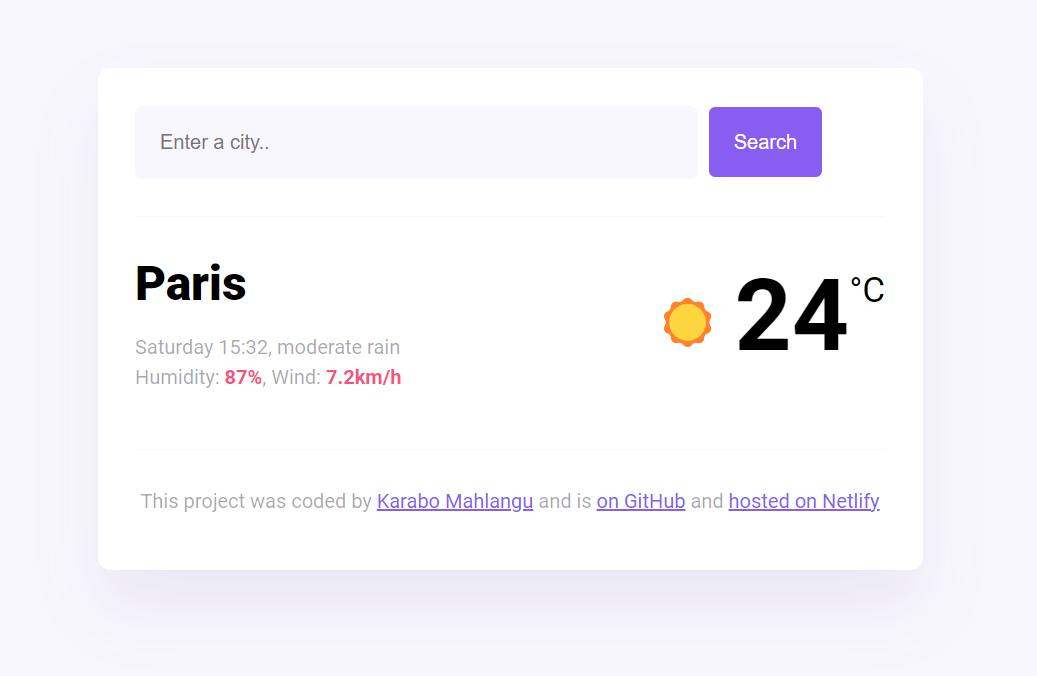 Enter a city..
Search
Paris
24°C
Saturday 15:32, moderate rain
Humidity: 87%, Wind: 7.2km/h
This project was coded by Karabo Mahlangu and is on GitHub and hosted on Netlify